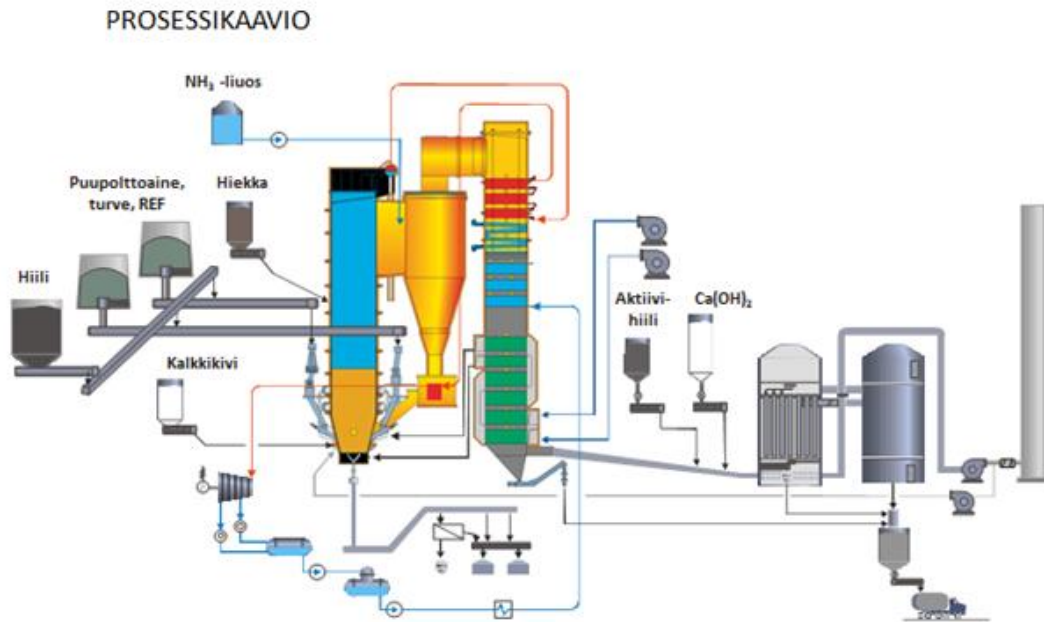 PROSESSIKAAVIO
NH₃ -liuos
Puupolttoaine,
turve, REF
Hiekka
Hiili
Kalkkikivi
Aktiivi-
hiili
Ca(OH)₂